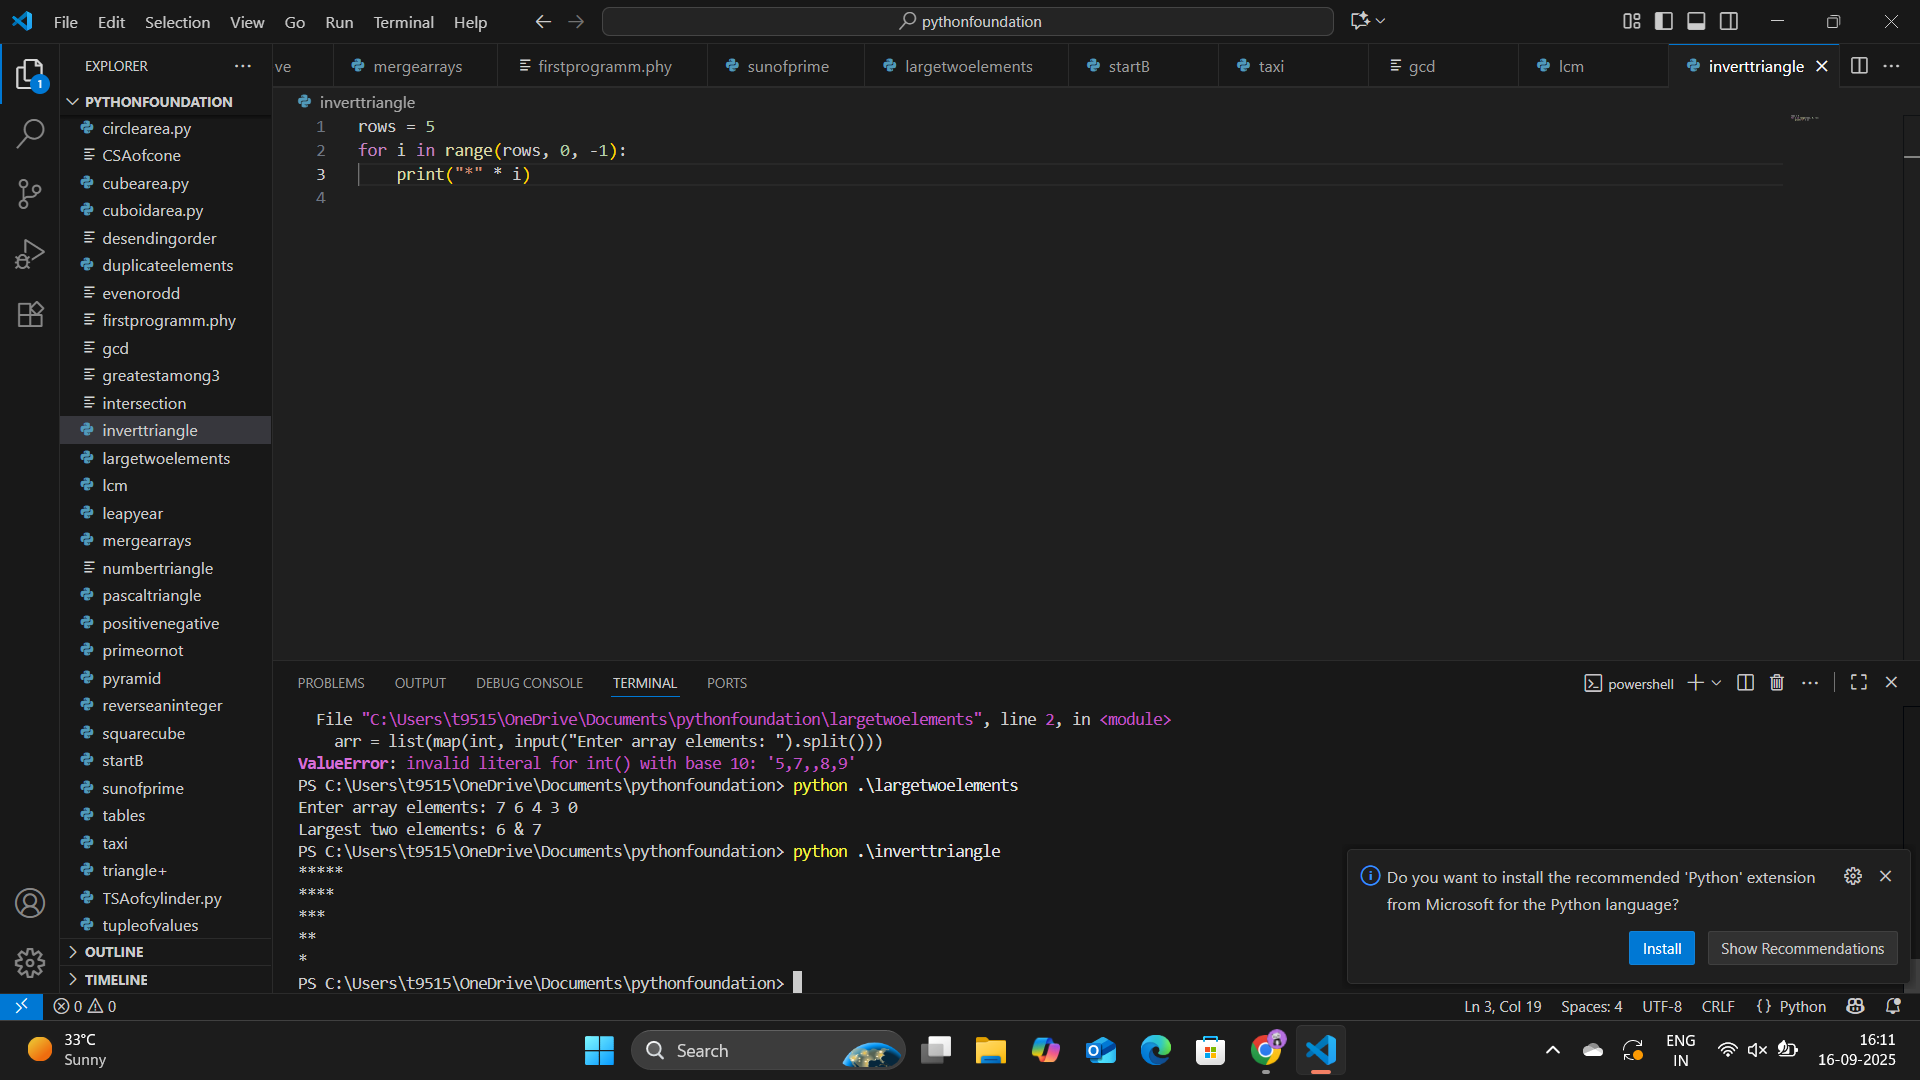 File Edit Selection View Go Run Terminal Help
pythonfoundation
EXPLORER
ve
mergearrays
firstprogramm.phy
sunofprime
largetwoelements
startB
taxi
gcd
lcm
inverttriangle
1
PYTHONFOUNDATION
circlearea.py
CSAofcone
cubearea.py
cuboidarea.py
desendingorder
duplicateelements
evenorodd
firstprogramm.phy
gcd
greatestamong3
intersection
inverttriangle
largetwoelements
lcm
leapyear
mergearrays
numbertriangle
pascaltriangle
positivenegative
primeornot
pyramid
reverseaninteger
squarecube
startB
sunofprime
tables
taxi
triangle+
TSAofcylinder.py
tupleofvalues
OUTLINE
TIMELINE
inverttriangle
1 rows = 5
2 for i in range(rows, 0, -1):
3     print("*" * i)
4
PROBLEMS OUTPUT DEBUG CONSOLE TERMINAL PORTS
powershell
File "C:\Users\t9515\OneDrive\Documents\pythonfoundation\largetwoelements", line 2, in <module>
arr = list(map(int, input("Enter array elements: ").split()))
ValueError: invalid literal for int() with base 10: '5,7,,8,9'
PS C:\Users\t9515\OneDrive\Documents\pythonfoundation> python .\largetwoelements
Enter array elements: 7 6 4 3 0
Largest two elements: 6 & 7
PS C:\Users\t9515\OneDrive\Documents\pythonfoundation> python .\inverttriangle
*****
****
***
**
*
PS C:\Users\t9515\OneDrive\Documents\pythonfoundation>
Do you want to install the recommended 'Python' extension
from Microsoft for the Python language?
Install
Show Recommendations
0 0
Ln 3, Col 19 Spaces: 4 UTF-8 CRLF {} Python
33°C
Sunny
Search
ENG
IN
16:11
16-09-2025